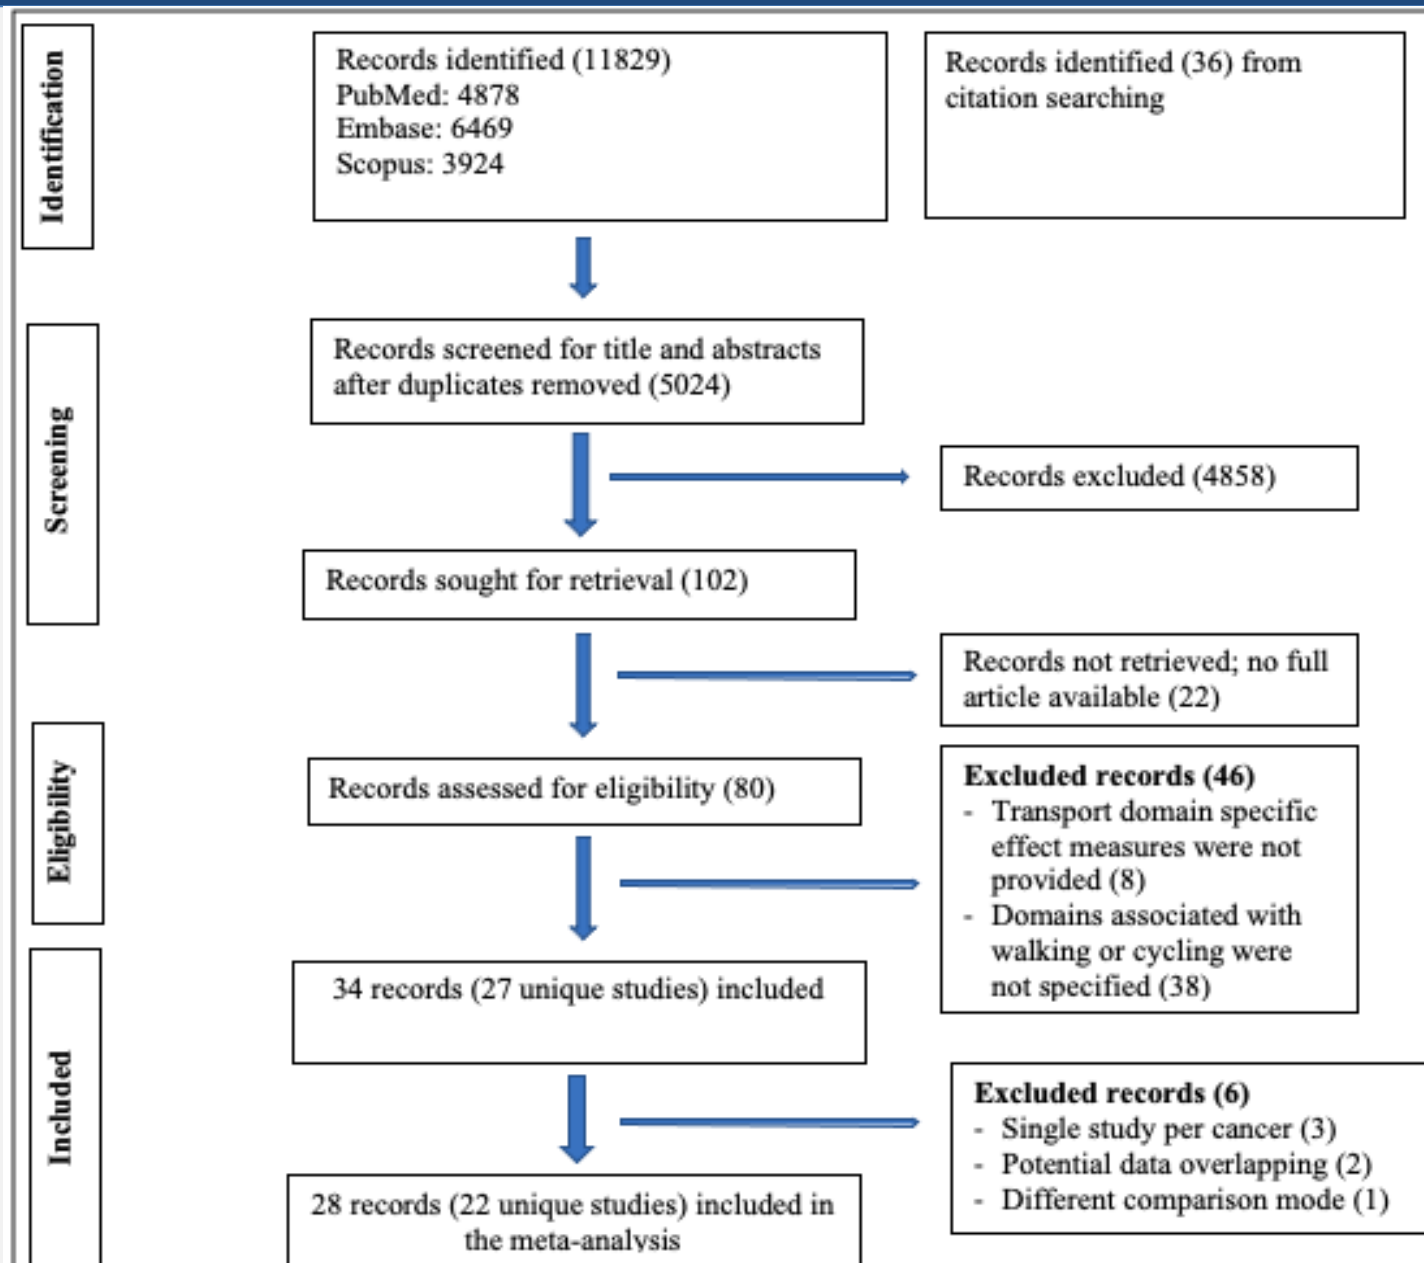 Identification
Records identified (11829)
PubMed: 4878
Embase: 6469
Scopus: 3924
Records identified (36) from
citation searching
Screening
Records screened for title and abstracts
after duplicates removed (5024)
Records excluded (4858)
Records sought for retrieval (102)
Records not retrieved; no full
article available (22)
Eligibility
Records assessed for eligibility (80)
Excluded records (46)
- Transport domain specific
effect measures were not
provided (8)
- Domains associated with
walking or cycling were
not specified (38)
Included
34 records (27 unique studies) included
Excluded records (6)
- Single study per cancer (3)
- Potential data overlapping (2)
- Different comparison mode (1)
28 records (22 unique studies) included in
the meta-analysis